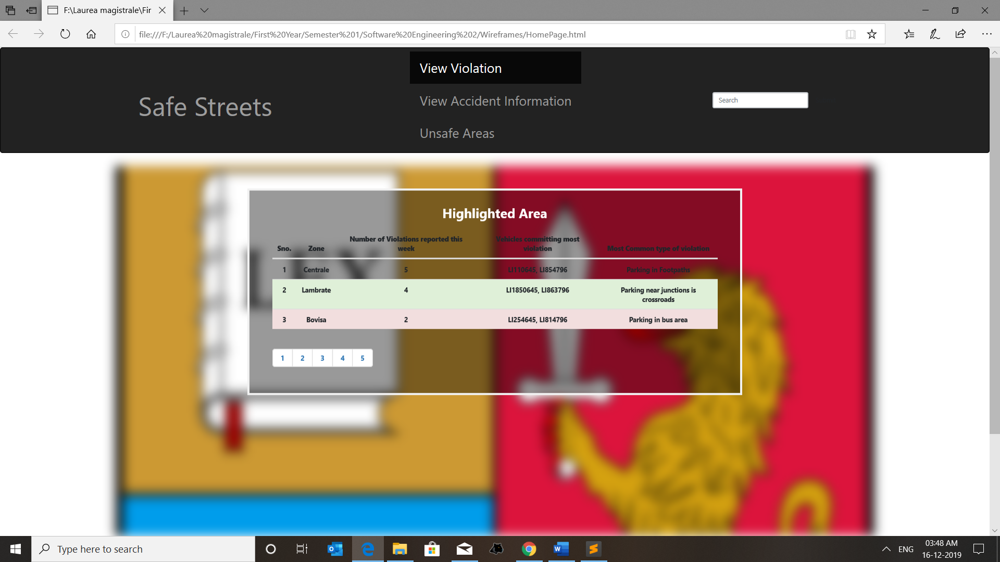 F:\Laurea magistrale\Fir
file:///F:/Laurea%20magistrale/First%20Year/Semester%201/Software%20Engineering%202/Wireframes/HomePage.html
Safe Streets
View Violation
View Accident Information
Unsafe Areas
Search
LEY
Highlighted Area
Sno. Zone Number of Violations reported this week Vehicles committing most violation Most Common type of violation
1 Centrale 5 LI110645, LI854796 Parking in Footpaths
2 Lambrate 4 LI1850645, LI863796 Parking near junctions is crossroads
3 Bovisa 2 LI254645, LI814796 Parking in bus area
1 2 3 4 5
Type here to search
ENG
03:48 AM
16-12-2019